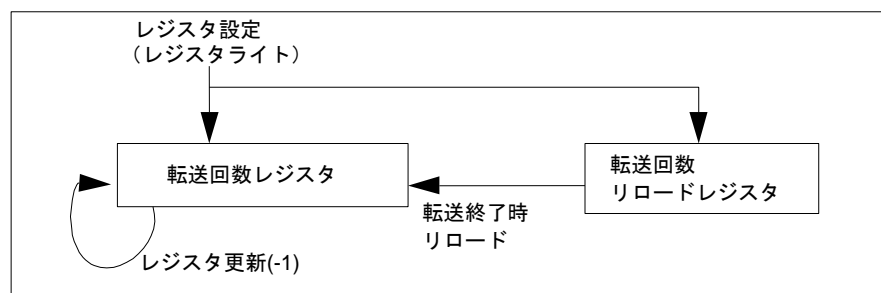 レジスタ設定
（レジスタライト）
転送回数レジスタ
転送回数
リロードレジスタ
転送終了時
リロード
レジスタ更新(-1)